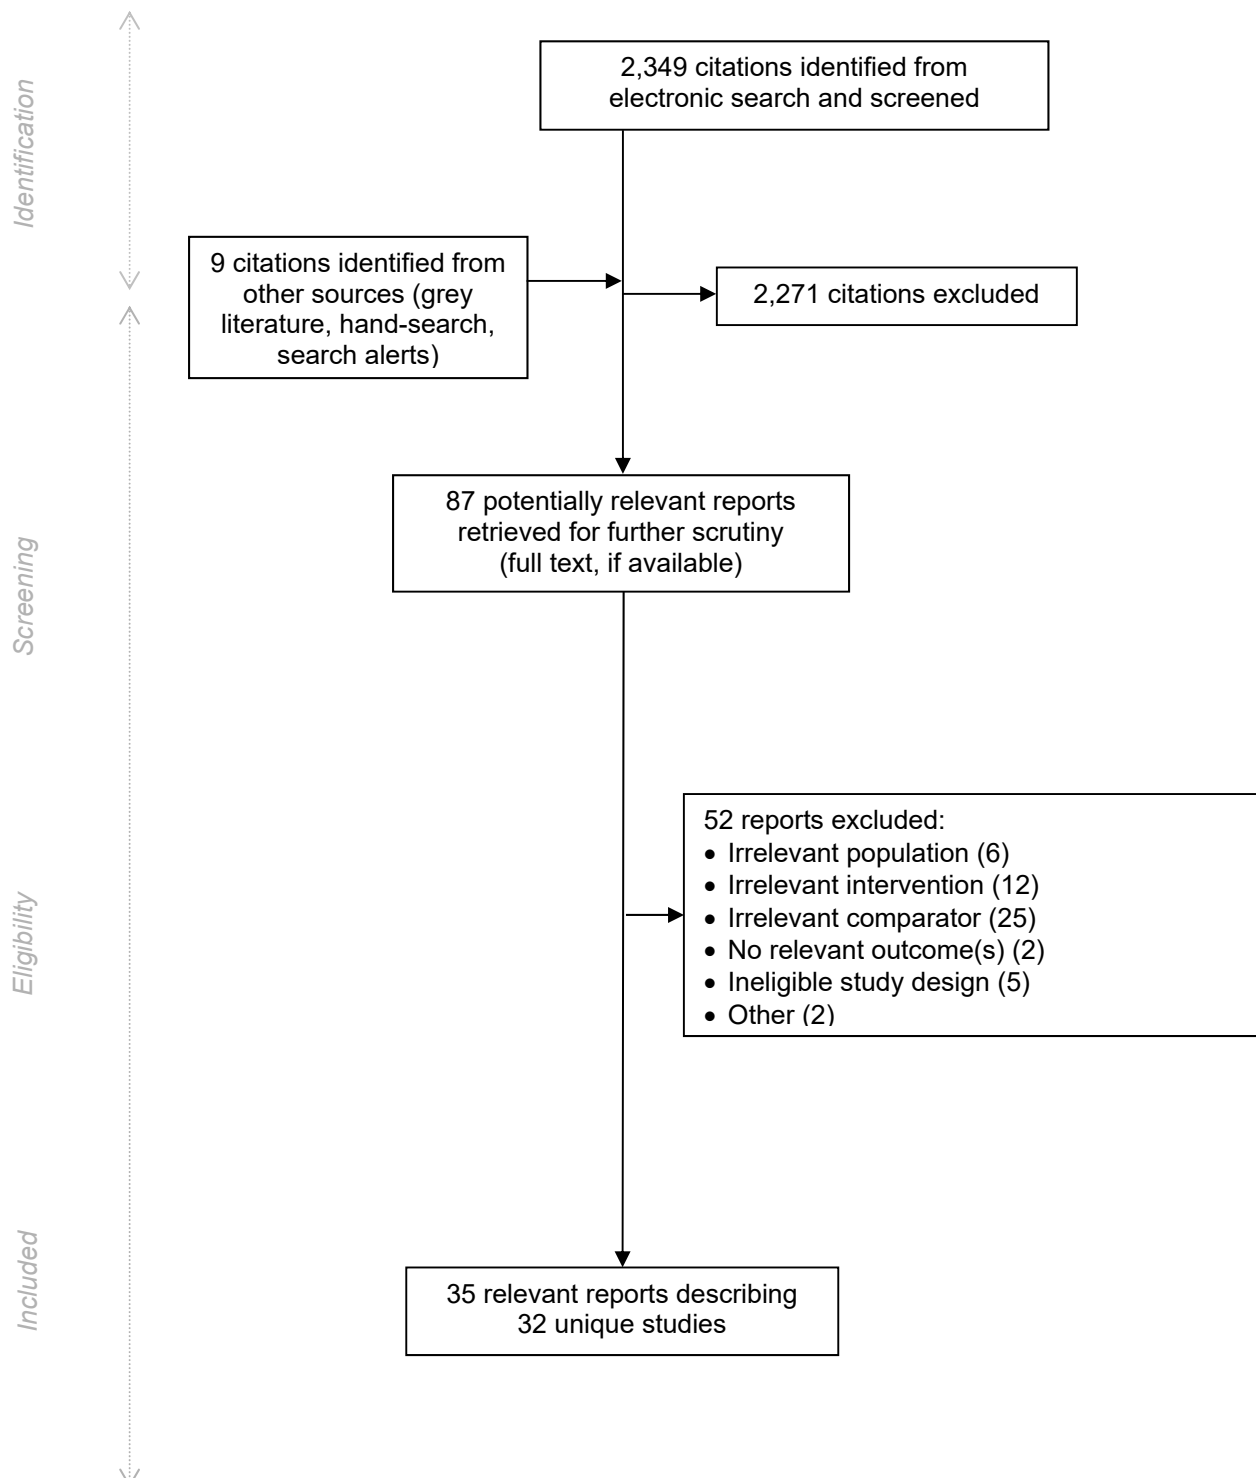 Identification
2,349 citations identified from
electronic search and screened
9 citations identified from
other sources (grey
literature, hand-search,
search alerts)
2,271 citations excluded
Screening
87 potentially relevant reports
retrieved for further scrutiny
(full text, if available)
Eligibility
52 reports excluded:
• Irrelevant population (6)
• Irrelevant intervention (12)
• Irrelevant comparator (25)
• No relevant outcome(s) (2)
• Ineligible study design (5)
• Other (2)
Included
35 relevant reports describing
32 unique studies